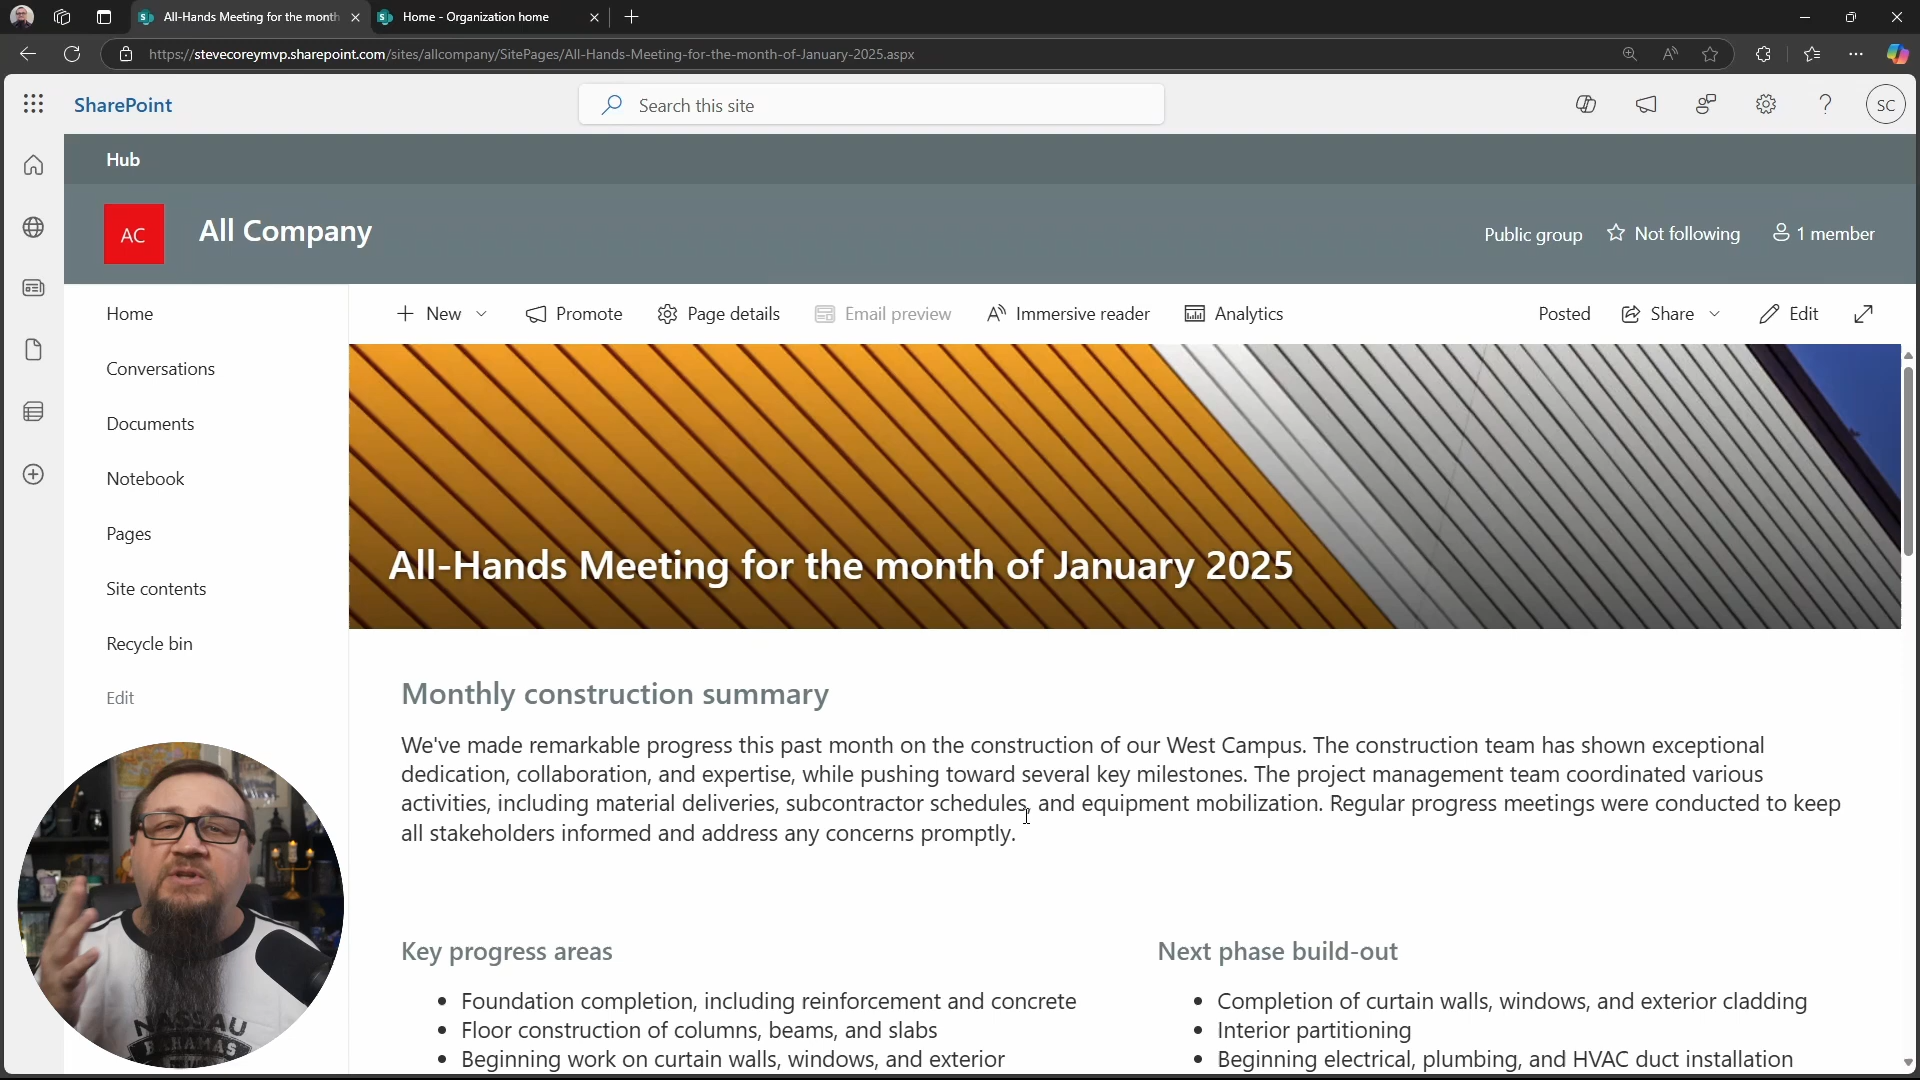 All-Hands Meeting for the month
Home - Organization home
https://stevecoreymvp.sharepoint.com/sites/allcompany/SitePages/All-Hands-Meeting-for-the-month-of-January-2025.aspx
SharePoint
Search this site
SC
Hub
AC
All Company
Public group
Not following
1 member
Home
Conversations
Documents
Notebook
Pages
Site contents
Recycle bin
Edit
New
Promote
Page details
Email preview
Immersive reader
Analytics
Posted
Share
Edit
All-Hands Meeting for the month of January 2025
Monthly construction summary
We've made remarkable progress this past month on the construction of our West Campus. The construction team has shown exceptional
dedication, collaboration, and expertise, while pushing toward several key milestones. The project management team coordinated various
activities, including material deliveries, subcontractor schedules, and equipment mobilization. Regular progress meetings were conducted to keep
all stakeholders informed and address any concerns promptly.
Key progress areas
• Foundation completion, including reinforcement and concrete
• Floor construction of columns, beams, and slabs
• Beginning work on curtain walls, windows, and exterior
Next phase build-out
• Completion of curtain walls, windows, and exterior cladding
• Interior partitioning
• Beginning electrical, plumbing, and HVAC duct installation
NASSAU
BAHAMAS